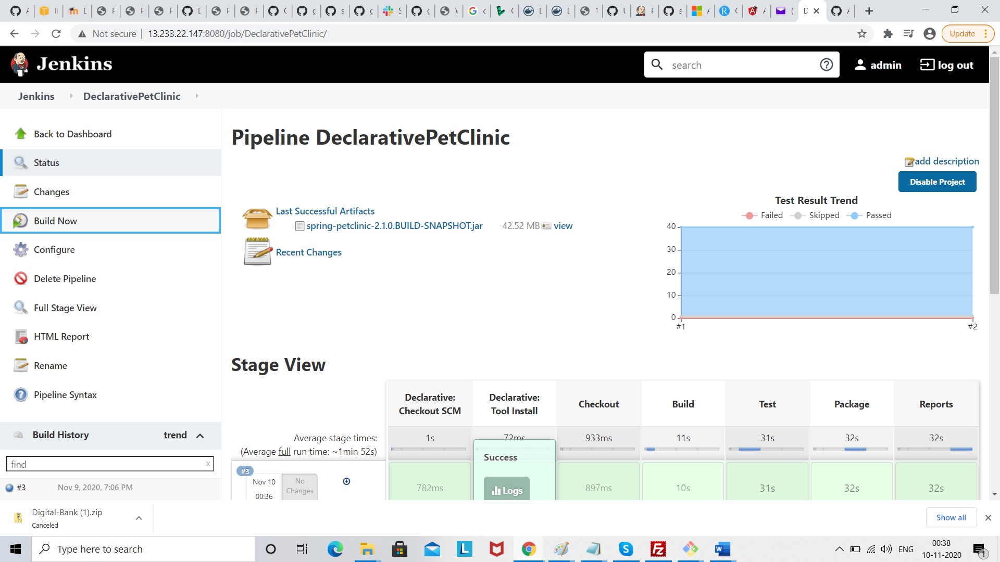 Not secure
13.233.22.147:8080/job/DeclarativePetClinic/
Update
Jenkins
search
admin
log out
Jenkins
DeclarativePetClinic
Back to Dashboard
Status
Changes
Build Now
Configure
Delete Pipeline
Full Stage View
HTML Report
Rename
Pipeline Syntax
Build History
trend
find
x
#3
Nov 9, 2020, 7:06 PM
Pipeline DeclarativePetClinic
add description
Disable Project
Last Successful Artifacts
spring-petclinic-2.1.0.BUILD-SNAPSHOT.jar 42.52 MB view
Recent Changes
Test Result Trend
Failed Skipped Passed
40
30
20
10
0
#1 #2
Stage View
Declarative: Checkout SCM
Declarative: Tool Install
Checkout
Build
Test
Package
Reports
Average stage times:
(Average full run time: ~1min 52s)
1s 72ms 933ms 11s 31s 32s 32s
Success
Logs
#3
Nov 10
00:36
No Changes
782ms 897ms 10s 31s 32s 32s
Digital-Bank (1).zip
Canceled
Show all
Type here to search
ENG
00:38
10-11-2020
1